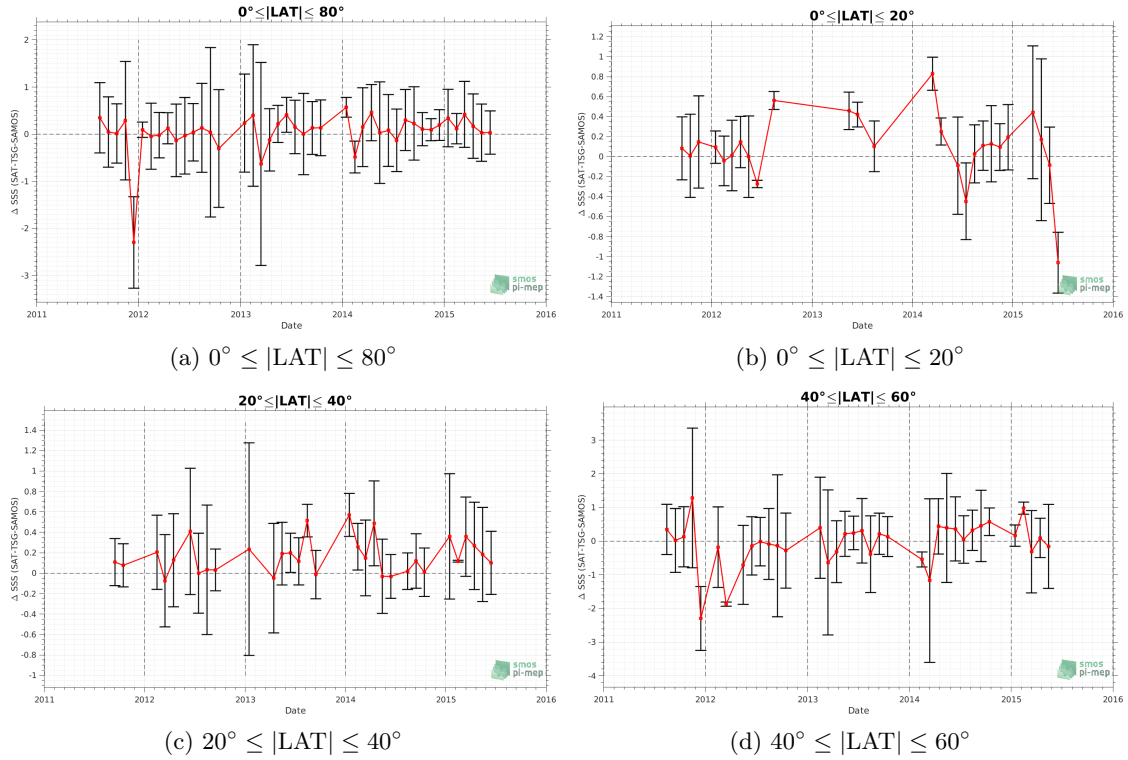 0°≤|LAT|≤ 80°
Δ SSS (SAT-TSG-SAMOS)
2
1
0
-1
-2
-3
2011
2012
2013
2014
2015
2016
Date
smos
pi-mep
(a) 0° ≤ |LAT| ≤ 80°
0°≤|LAT|≤ 20°
Δ SSS (SAT-TSG-SAMOS)
1.2
1
0.8
0.6
0.4
0.2
0
-0.2
-0.4
-0.6
-0.8
-1
-1.2
-1.4
2011
2012
2013
2014
2015
2016
Date
smos
pi-mep
(b) 0° ≤ |LAT| ≤ 20°
20°≤|LAT|≤ 40°
Δ SSS (SAT-TSG-SAMOS)
1.4
1.2
1
0.8
0.6
0.4
0.2
0
-0.2
-0.4
-0.6
-0.8
-1
2011
2012
2013
2014
2015
2016
Date
smos
pi-mep
(c) 20° ≤ |LAT| ≤ 40°
40°≤|LAT|≤ 60°
Δ SSS (SAT-TSG-SAMOS)
3
2
1
0
-1
-2
-3
-4
2011
2012
2013
2014
2015
2016
Date
smos
pi-mep
(d) 40° ≤ |LAT| ≤ 60°